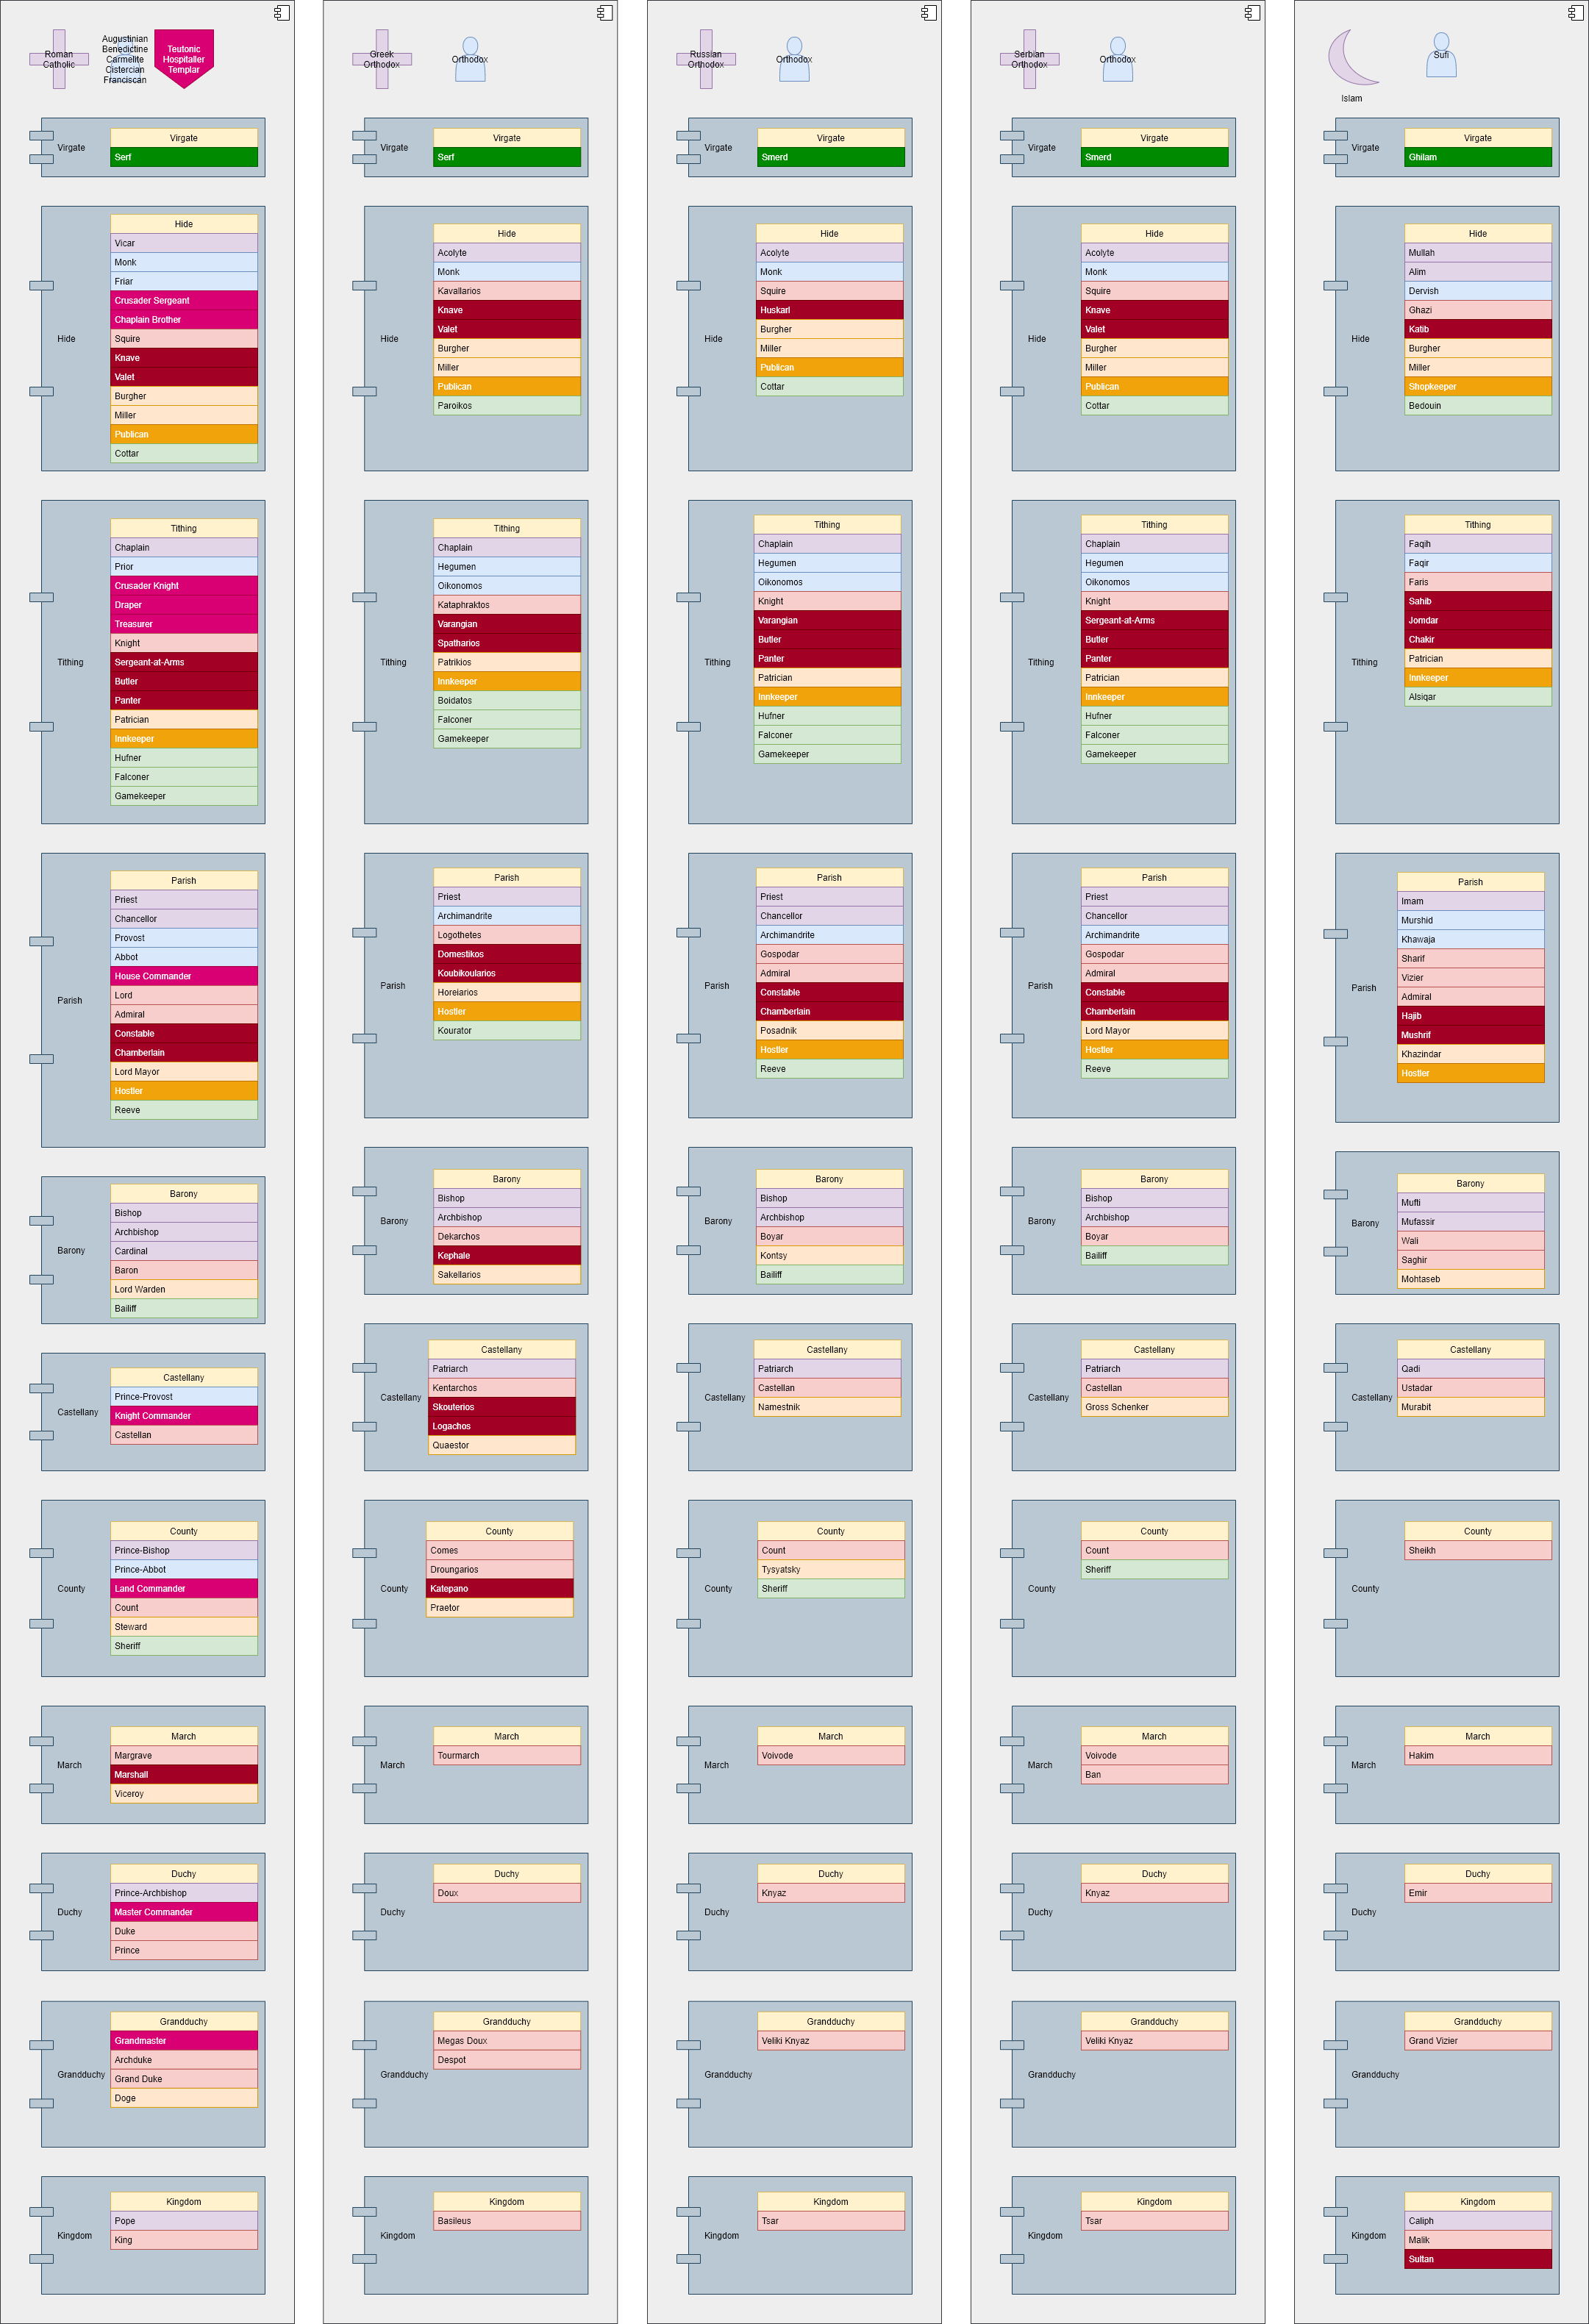 Roman
Catholic
Augustinian
Benedictine
Carmelite
Cistercian
Franciscan
Teutonic
Hospitaller
Templar
Virgate
Virgate
Serf
Hide
Hide
Vicar
Monk
Friar
Crusader Sergeant
Chaplain Brother
Squire
Knave
Valet
Burgher
Miller
Publican
Cottar
Tithing
Tithing
Chaplain
Prior
Crusader Knight
Draper
Treasurer
Knight
Sergeant-at-Arms
Butler
Panter
Patrician
Innkeeper
Hufner
Falconer
Gamekeeper
Parish
Parish
Priest
Chancellor
Provost
Abbot
House Commander
Lord
Admiral
Constable
Chamberlain
Lord Mayor
Hostler
Reeve
Barony
Barony
Bishop
Archbishop
Cardinal
Baron
Lord Warden
Bailiff
Castellany
Castellany
Prince-Provost
Knight Commander
Castellan
County
County
Prince-Bishop
Prince-Abbot
Land Commander
Count
Steward
Sheriff
March
March
Margrave
Marshall
Viceroy
Duchy
Duchy
Prince-Archbishop
Master Commander
Duke
Prince
Grandduchy
Grandduchy
Grandmaster
Archduke
Grand Duke
Doge
Kingdom
Kingdom
Pope
King
Greek
Orthodox
Orthodox
Virgate
Virgate
Serf
Hide
Hide
Acolyte
Monk
Kavallarios
Knave
Valet
Burgher
Miller
Publican
Paroikos
Tithing
Tithing
Chaplain
Hegumen
Oikonomos
Kataphraktos
Varangian
Spatharios
Patrikios
Innkeeper
Boidatos
Falconer
Gamekeeper
Parish
Parish
Priest
Archimandrite
Logothetes
Domestikos
Koubikoularios
Horeiarios
Hostler
Kourator
Barony
Barony
Bishop
Archbishop
Dekarchos
Kephale
Sakellarios
Castellany
Castellany
Patriarch
Kentarchos
Skouterios
Logachos
Quaestor
County
County
Comes
Droungarios
Katepano
Praetor
March
March
Tourmarch
Duchy
Duchy
Doux
Grandduchy
Grandduchy
Megas Doux
Despot
Kingdom
Kingdom
Basileus
Russian
Orthodox
Orthodox
Virgate
Virgate
Smerd
Hide
Hide
Acolyte
Monk
Squire
Huskarl
Burgher
Miller
Publican
Cottar
Tithing
Tithing
Chaplain
Hegumen
Oikonomos
Knight
Varangian
Butler
Panter
Patrician
Innkeeper
Hufner
Falconer
Gamekeeper
Parish
Parish
Priest
Chancellor
Archimandrite
Gospodar
Admiral
Constable
Chamberlain
Posadnik
Hostler
Reeve
Barony
Barony
Bishop
Archbishop
Boyar
Kontsy
Bailiff
Castellany
Castellany
Patriarch
Castellan
Namestnik
County
County
Count
Tysyatsky
Sheriff
March
March
Voivode
Duchy
Duchy
Knyaz
Grandduchy
Grandduchy
Veliki Knyaz
Kingdom
Kingdom
Tsar
Serbian
Orthodox
Orthodox
Virgate
Virgate
Smerd
Hide
Hide
Acolyte
Monk
Squire
Knave
Valet
Burgher
Miller
Publican
Cottar
Tithing
Tithing
Chaplain
Hegumen
Oikonomos
Knight
Sergeant-at-Arms
Butler
Panter
Patrician
Innkeeper
Hufner
Falconer
Gamekeeper
Parish
Parish
Priest
Chancellor
Archimandrite
Gospodar
Admiral
Constable
Chamberlain
Lord Mayor
Hostler
Reeve
Barony
Barony
Bishop
Archbishop
Boyar
Bailiff
Castellany
Castellany
Patriarch
Castellan
Gross Schenker
County
County
Count
Sheriff
March
March
Voivode
Ban
Duchy
Duchy
Knyaz
Grandduchy
Grandduchy
Veliki Knyaz
Kingdom
Kingdom
Tsar
Islam
Sufi
Virgate
Virgate
Ghilam
Hide
Hide
Mullah
Alim
Dervish
Ghazi
Katib
Burgher
Miller
Shopkeeper
Bedouin
Tithing
Tithing
Faqih
Faqir
Faris
Sahib
Jomdar
Chakir
Patrician
Innkeeper
Alsiqar
Parish
Parish
Imam
Murshid
Khawaja
Sharif
Vizier
Admiral
Hajib
Mushrif
Khazindar
Hostler
Barony
Barony
Mufti
Mufassir
Wali
Saghir
Mohtaseb
Castellany
Castellany
Qadi
Ustadar
Murabit
County
County
Sheikh
March
March
Hakim
Duchy
Duchy
Emir
Grandduchy
Grandduchy
Grand Vizier
Kingdom
Kingdom
Caliph
Malik
Sultan